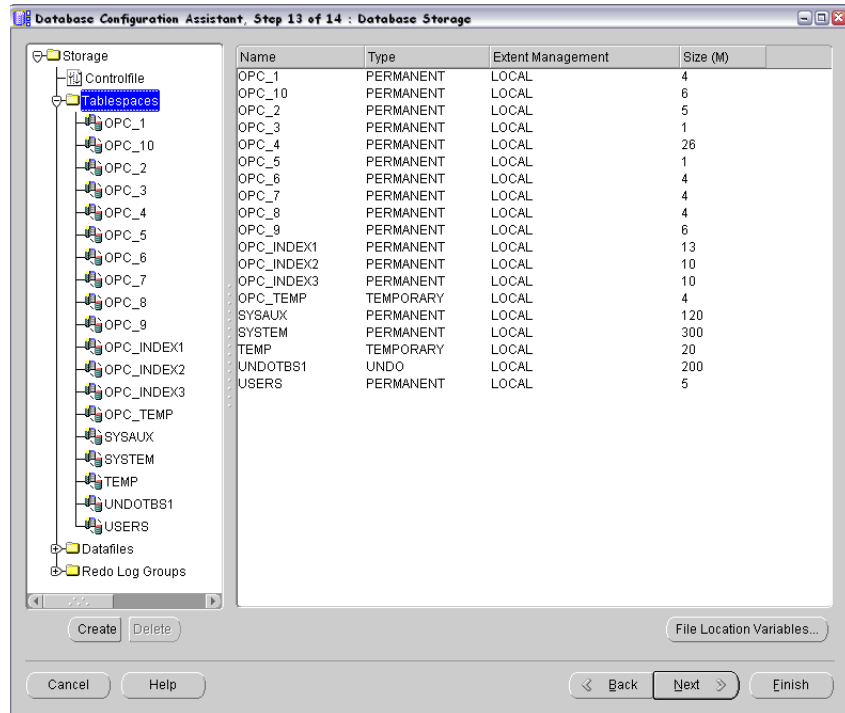 Database Configuration Assistant, Step 13 of 14 : Database Storage
Storage
Controlfile
Tablespaces
OPC_1
OPC_10
OPC_2
OPC_3
OPC_4
OPC_5
OPC_6
OPC_7
OPC_8
OPC_9
OPC_INDEX1
OPC_INDEX2
OPC_INDEX3
OPC_TEMP
SYSAUX
SYSTEM
TEMP
UNDOTBS1
USERS
Datafiles
Redo Log Groups
Name Type Extent Management Size (M)
OPC_1 PERMANENT LOCAL 4
OPC_10 PERMANENT LOCAL 6
OPC_2 PERMANENT LOCAL 5
OPC_3 PERMANENT LOCAL 1
OPC_4 PERMANENT LOCAL 26
OPC_5 PERMANENT LOCAL 1
OPC_6 PERMANENT LOCAL 4
OPC_7 PERMANENT LOCAL 4
OPC_8 PERMANENT LOCAL 4
OPC_9 PERMANENT LOCAL 6
OPC_INDEX1 PERMANENT LOCAL 13
OPC_INDEX2 PERMANENT LOCAL 10
OPC_INDEX3 PERMANENT LOCAL 10
OPC_TEMP TEMPORARY LOCAL 4
SYSAUX PERMANENT LOCAL 120
SYSTEM PERMANENT LOCAL 300
TEMP TEMPORARY LOCAL 20
UNDOTBS1 UNDO LOCAL 200
USERS PERMANENT LOCAL 5
Create Delete File Location Variables...
Cancel Help Back Next Finish